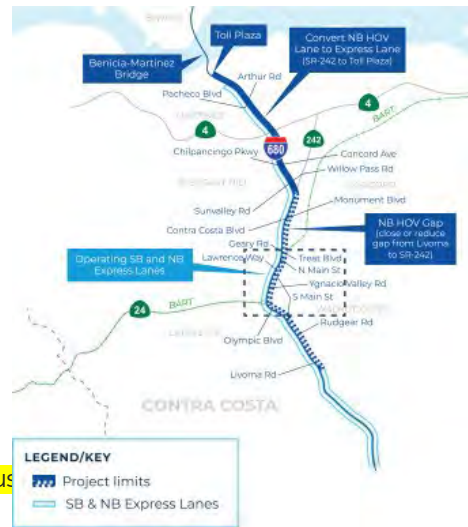 Toll Plaza
Convert NB HOV
Lane to Express Lane
(SR-242 to Toll Plaza)
Benicia-Martinez
Bridge
Arthur Rd
Pacheco Blvd
4
4
BART
242
680
Chilpancingo Pkwy
Concord Ave
Willow Pass Rd
Sunvalley Rd
Monument Blvd
Contra Costa Blvd
NB HOV Gap
(close or reduce
gap from Livorna
to SR-242)
Geary Rd
Treat Blvd
Lawrence Way
N Main St
Operating SB and NB
Express Lanes
Ygnacio Valley Rd
S Main St
24
BART
Rudgear Rd
Olympic Blvd
Livorna Rd
CONTRA COSTA
LEGEND/KEY
Project limits
SB & NB Express Lanes